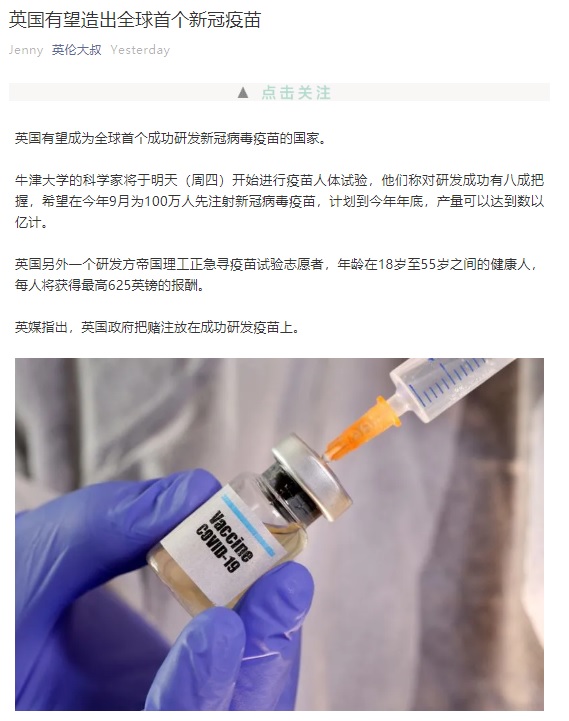 英国有望造出全球首个新冠疫苗
Jenny 英伦大叔 Yesterday
▲ 点击关注
英国有望成为全球首个成功研发新冠病毒疫苗的国家。
牛津大学的科学家将于明天（周四）开始进行疫苗人体试验，他们称对研发成功有八成把
握，希望在今年9月为100万人先注射新冠病毒疫苗，计划到今年年底，产量可以达到数以
亿计。
英国另外一个研发方帝国理工正急寻疫苗试验志愿者，年龄在18岁至55岁之间的健康人，
每人将获得最高625英镑的报酬。
英媒指出，英国政府把赌注放在成功研发疫苗上。
Vaccine
COVID-19